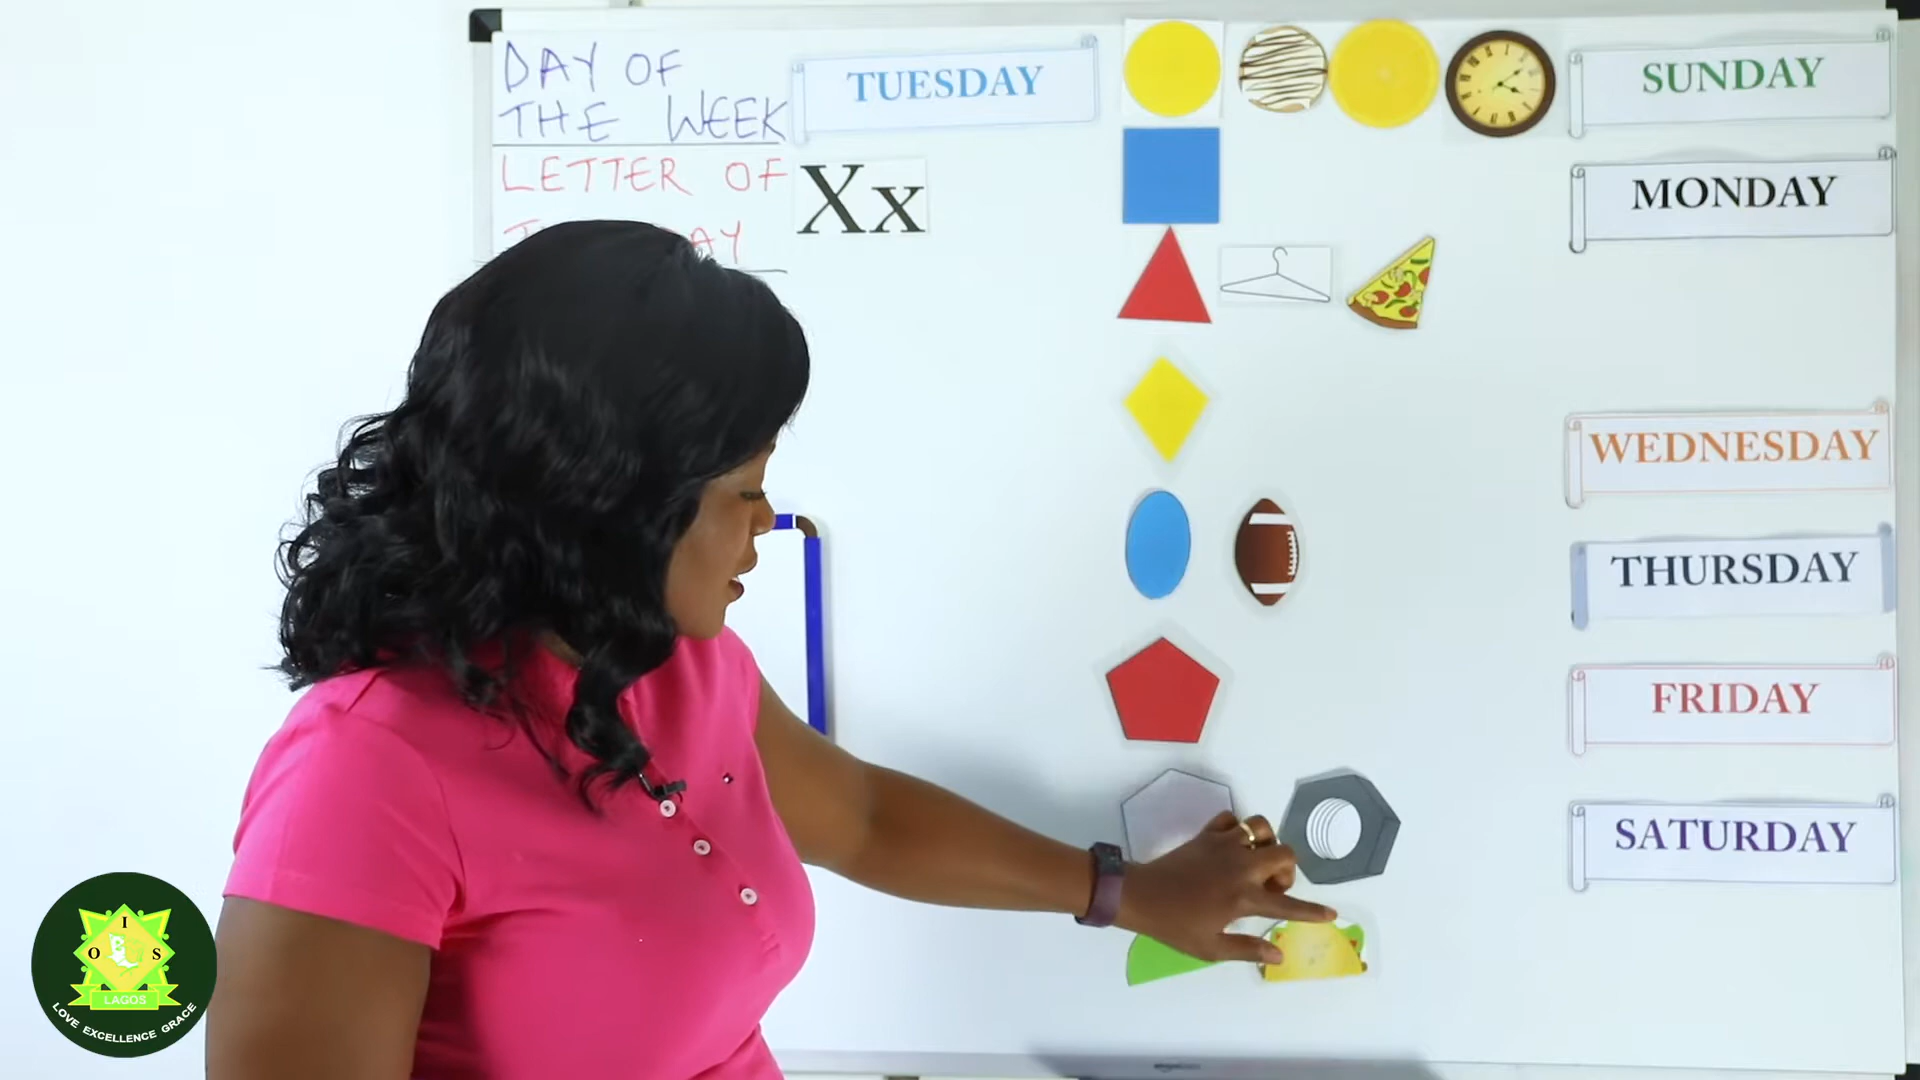 DAY OF
THE WEEK
TUESDAY
LETTER OF
Xx
SUNDAY
MONDAY
WEDNESDAY
THURSDAY
FRIDAY
SATURDAY
I
O S
LAGOS
LOVE EXCELLENCE GRACE